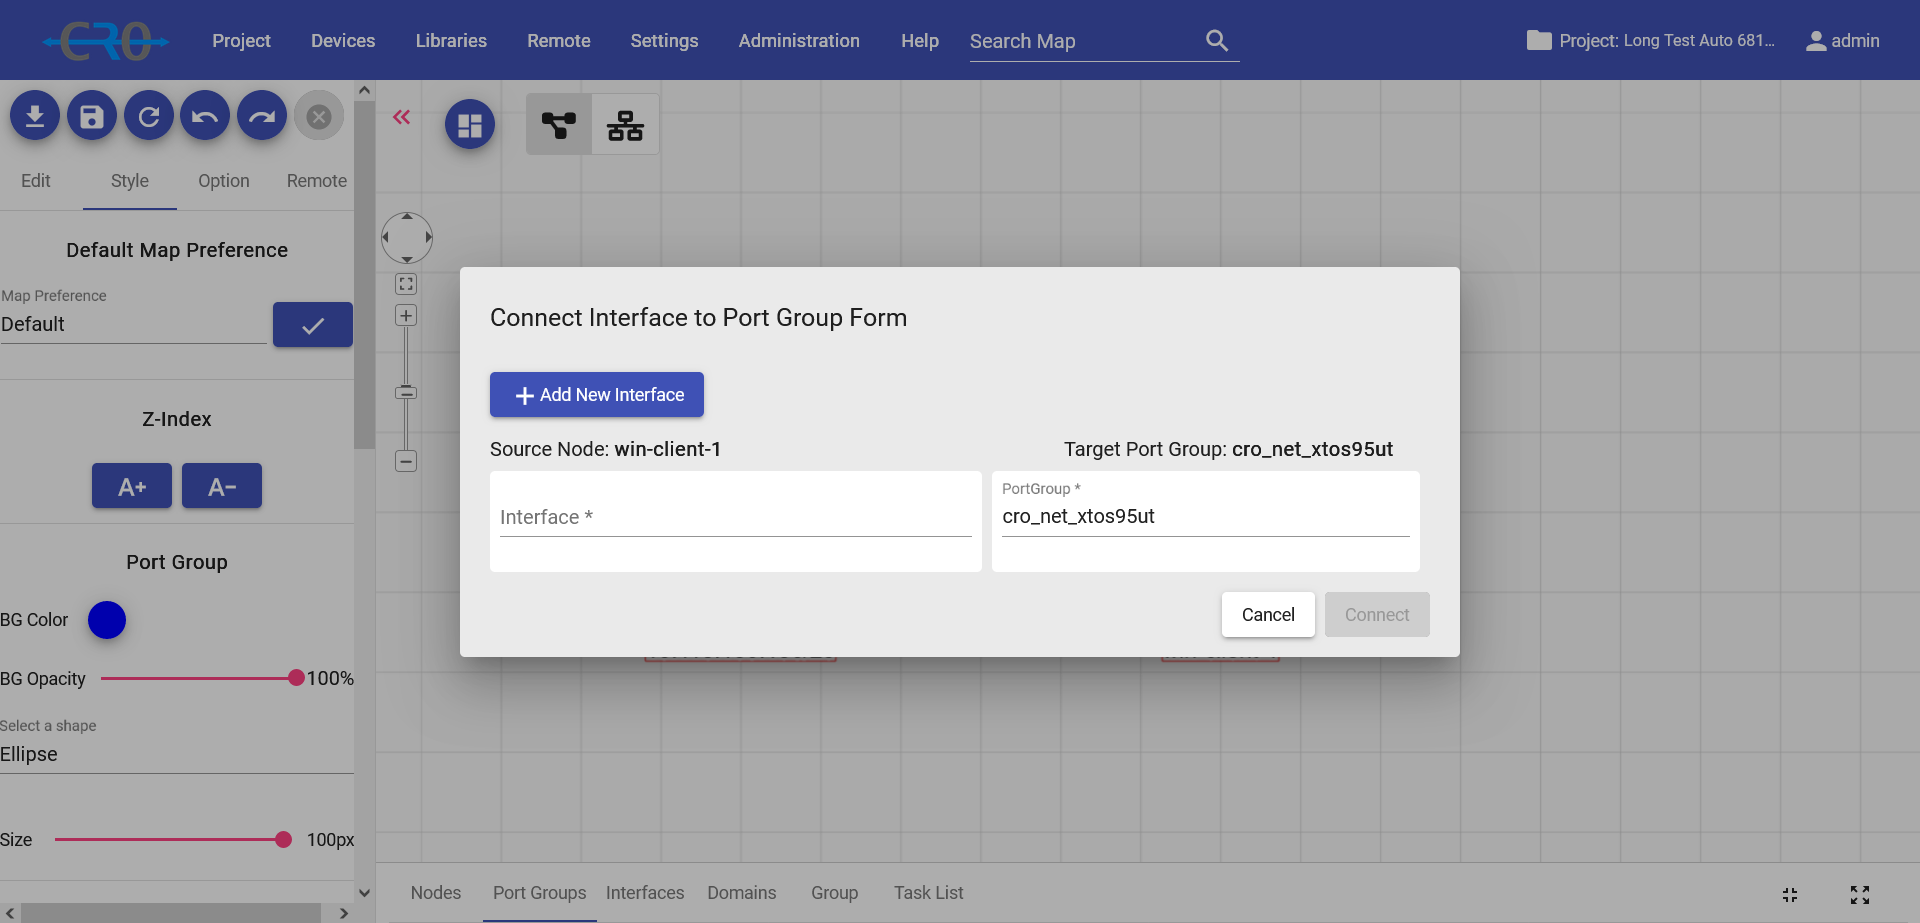 CRO
Project
Devices
Libraries
Remote
Settings
Administration
Help
Search Map
Project: Long Test Auto 681...
admin
Edit
Style
Option
Remote
Default Map Preference
Map Preference
Default
Z-Index
A+
A−
Port Group
BG Color
BG Opacity
100%
Select a shape
Ellipse
Size
100px
Connect Interface to Port Group Form
Add New Interface
Source Node: win-client-1
Target Port Group: cro_net_xtos95ut
Interface *
PortGroup *
cro_net_xtos95ut
Cancel
Connect
Nodes
Port Groups
Interfaces
Domains
Group
Task List